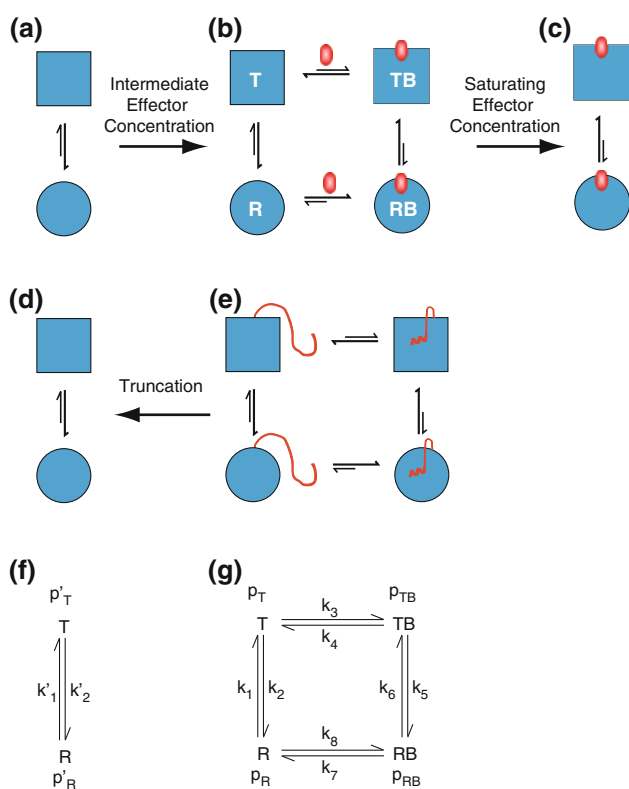 (a)
(b)
(c)
Intermediate
Effector
Concentration
T
TB
Saturating
Effector
Concentration
R
RB
(d)
(e)
Truncation
(f)
(g)
p'T
pT
pTB
T
T
k3
k4
TB
k'1
k'2
k1
k2
k6
k5
R
R
k8
k7
RB
p'R
pR
pRB